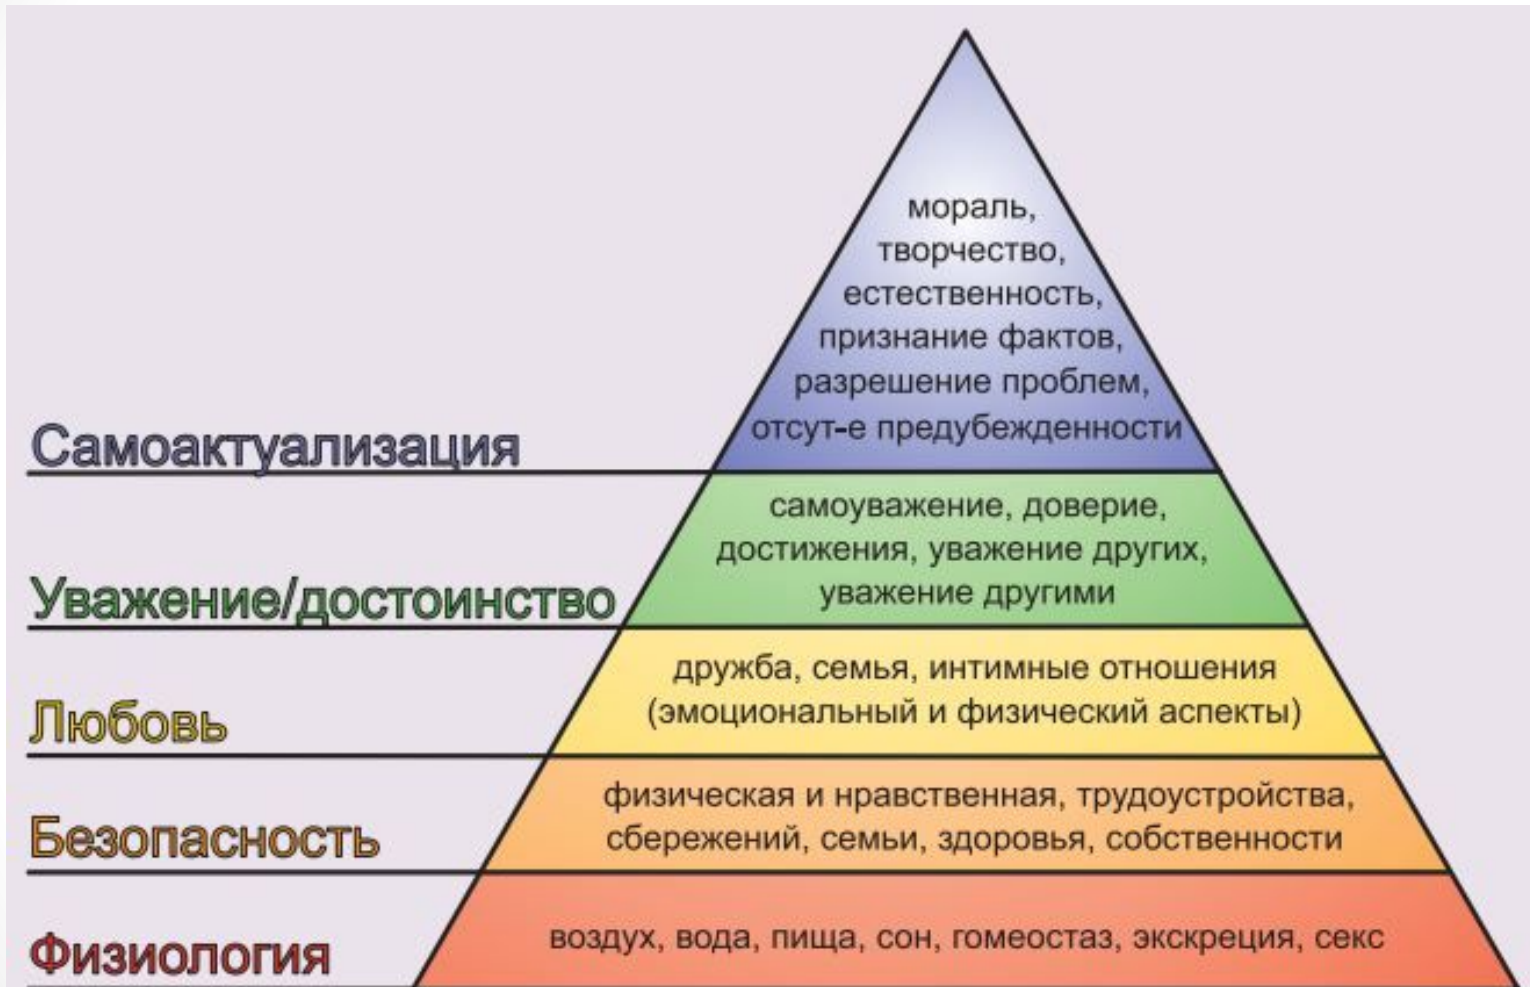 мораль,
творчество,
естественность,
признание фактов,
разрешение проблем,
отсут-е предубежденности
Самоактуализация
самоуважение, доверие,
достижения, уважение других,
уважение другими
Уважение/достоинство
дружба, семья, интимные отношения
(эмоциональный и физический аспекты)
Любовь
физическая и нравственная, трудоустройства,
сбережений, семьи, здоровья, собственности
Безопасность
воздух, вода, пища, сон, гомеостаз, экскреция, секс
Физиология